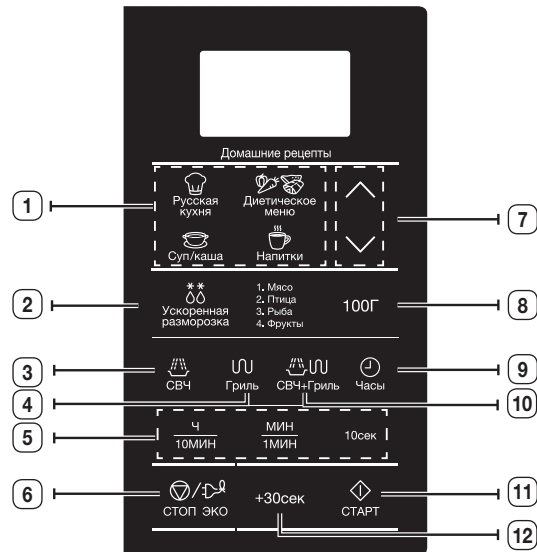 Домашние рецепты
Русская
кухня
Диетическое
меню
Суп/каша
Напитки
1
7
2
Ускоренная
разморозка
1. Мясо
2. Птица
3. Рыба
4. Фрукты
100Г
8
3
СВЧ
Гриль
СВЧ+Гриль
Часы
9
4
10
5
Ч
10МИН
МИН
1МИН
10сек
6
СТОП ЭКО
+30сек
СТАРТ
11
12